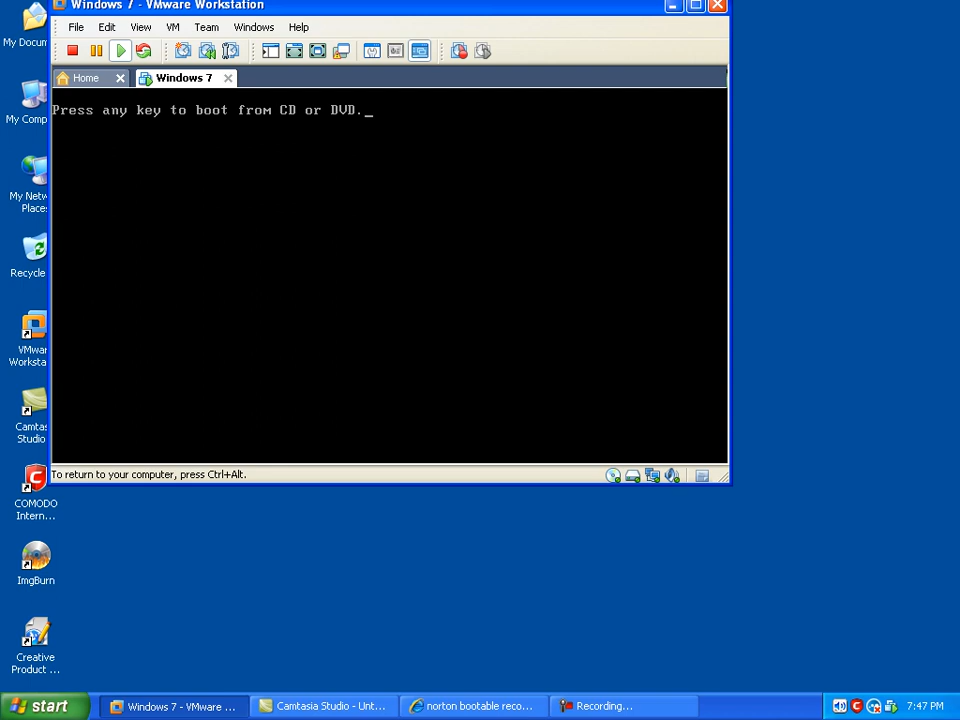 Windows 7 - VMware Workstation
File Edit View VM Team Windows Help
Home Windows 7
Press any key to boot from CD or DVD._
To return to your computer, press Ctrl+Alt.
My Docum
My Comp
My Netw
Places
Recycle
VMwar
Worksta
Camtas
Studio
COMODO
Intern...
ImgBurn
Creative
Product ...
start
Windows 7 - VMware ...
Camtasia Studio - Unt...
norton bootable reco...
Recording...
7:47 PM